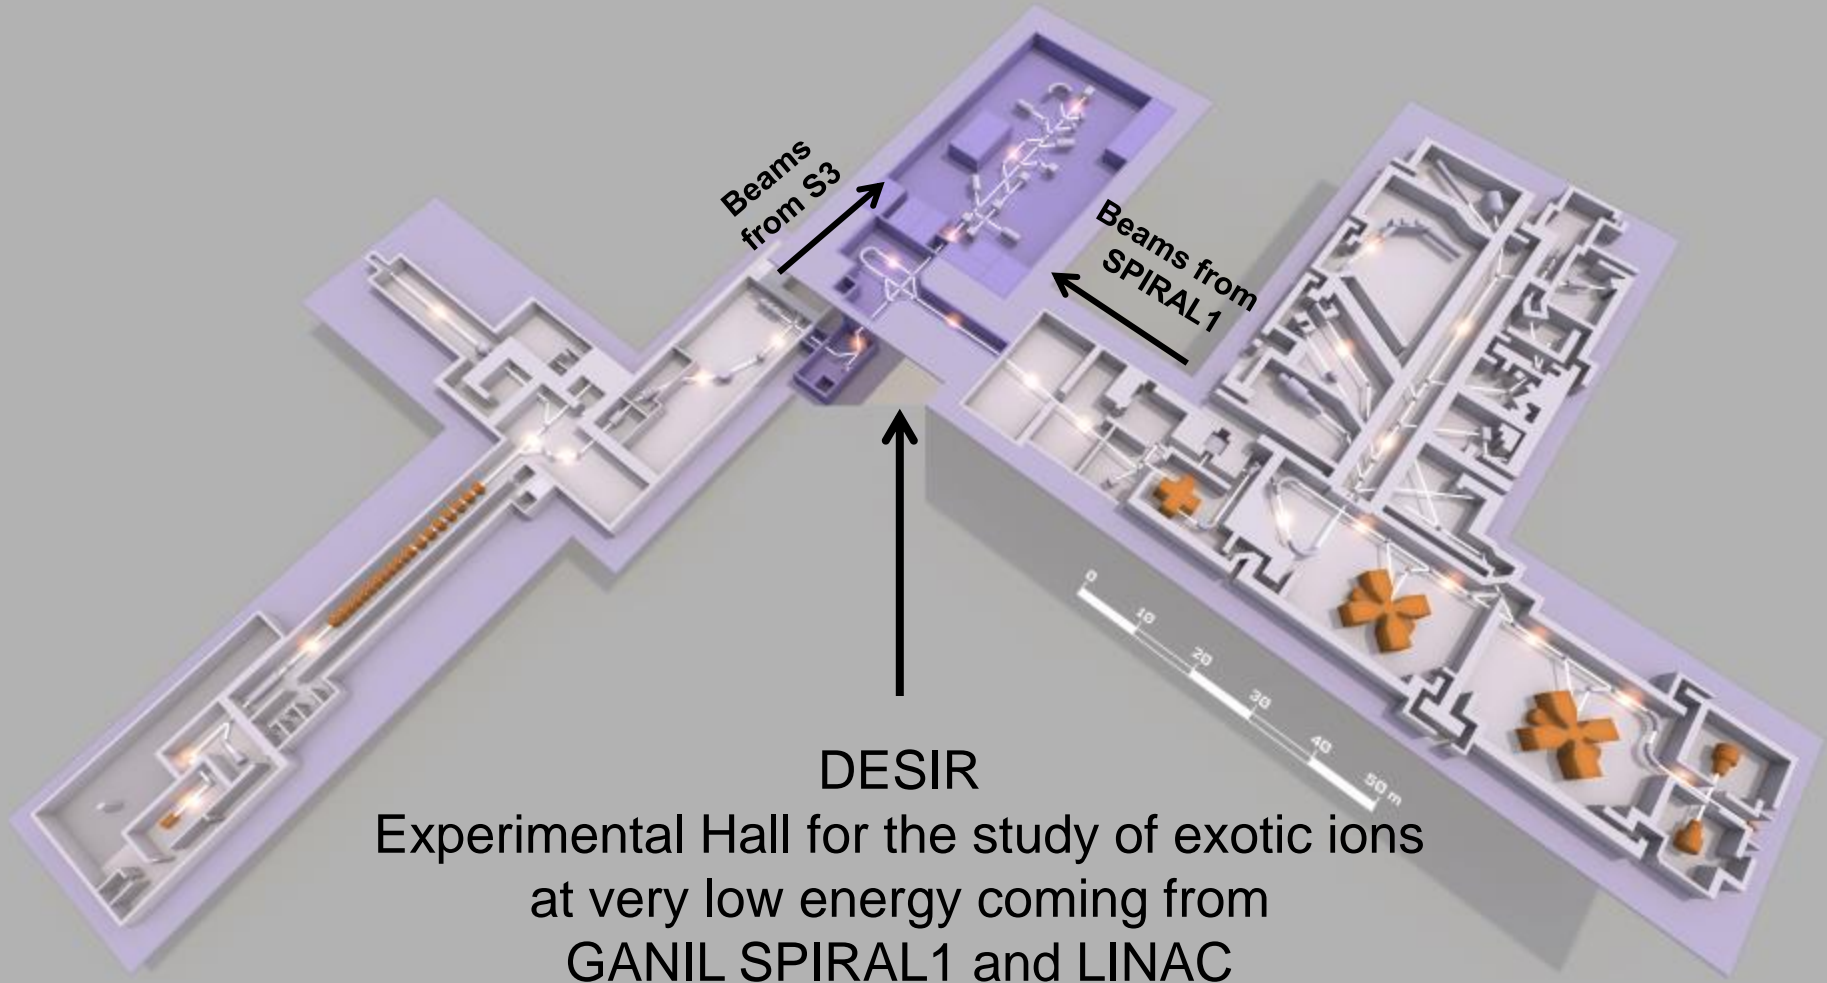 Beams
from S3
Beams from
SPIRAL1
0
10
20
30
40
50 m
DESIR
Experimental Hall for the study of exotic ions
at very low energy coming from
GANIL SPIRAL1 and LINAC